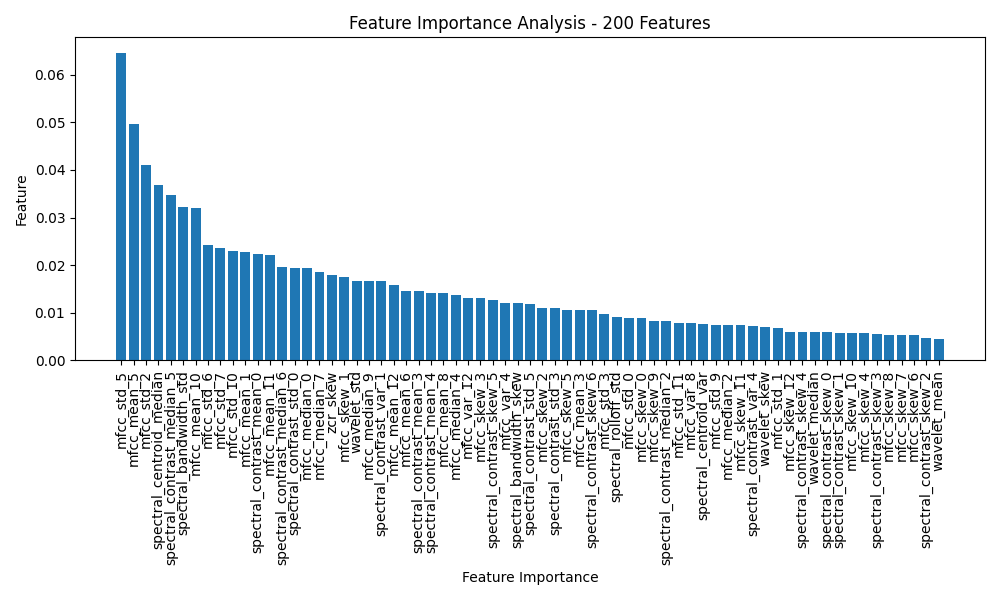 Feature Importance Analysis - 200 Features
Feature
0.06
0.05
0.04
0.03
0.02
0.01
0.00
mfcc_std_5
mfcc_mean_5
mfcc_std_2
spectral_centroid_median
spectral_contrast_median_5
spectral_bandwidth_std
mfcc_mean_10
mfcc_std_6
mfcc_std_7
mfcc_std_10
mfcc_mean_1
spectral_contrast_mean_0
mfcc_mean_11
spectral_contrast_median_6
spectral_contrast_std_0
mfcc_median_0
mfcc_median_7
zcr_skew
mfcc_skew_1
wavelet_std
mfcc_median_9
spectral_contrast_var_1
mfcc_mean_12
mfcc_mean_6
spectral_contrast_mean_3
spectral_contrast_mean_4
mfcc_mean_8
mfcc_median_4
mfcc_var_12
mfcc_skew_3
spectral_contrast_skew_5
mfcc_var_4
spectral_bandwidth_skew
spectral_contrast_std_5
mfcc_skew_2
spectral_contrast_std_3
mfcc_skew_5
mfcc_mean_3
spectral_contrast_skew_6
mfcc_std_3
spectral_rolloff_std
mfcc_std_0
mfcc_skew_0
mfcc_skew_9
spectral_contrast_median_2
mfcc_std_11
mfcc_var_8
spectral_centroid_var
mfcc_std_9
mfcc_median_2
mfcc_skew_11
spectral_contrast_var_4
wavelet_skew
mfcc_std_1
mfcc_skew_12
spectral_contrast_skew_4
wavelet_median
spectral_contrast_skew_0
spectral_contrast_skew_1
mfcc_skew_10
mfcc_skew_4
spectral_contrast_skew_3
mfcc_skew_8
mfcc_skew_7
mfcc_skew_6
spectral_contrast_skew_2
wavelet_mean
Feature Importance